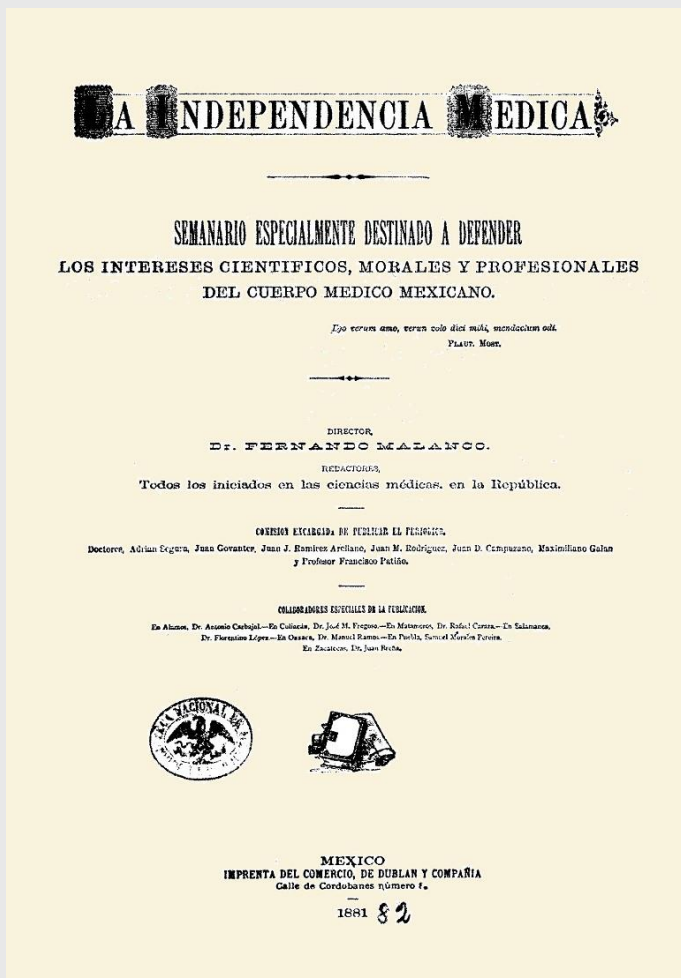 LA INDEPENDENCIA MEDICA
SEMANARIO ESPECIALMENTE DESTINADO A DEFENDER
LOS INTERESES CIENTIFICOS, MORALES Y PROFESIONALES
DEL CUERPO MEDICO MEXICANO.
Ego verum amo, verum volo dici mihi, mendacium odi.
PLAUT. MOST.
DIRECTOR,
Dr. FERNANDO MALANCO.
REDACTORES,
Todos los iniciados en las ciencias médicas, en la República.
COMISION ENCARGADA DE PUBLICAR EL PERIODICO.
Doctores, Adrian Segura, Juan Govantes, Juan J. Ramirez Arellano, Juan M. Rodriguez, Juan D. Campuzano, Maximiliano Galan
y Profesor Francisco Patiño.
COLABORADORES ESPECIALES DE LA PUBLICACION.
En Alamos, Dr. Antonio Carbajal.—En Culiacán, Dr. José M. Fregoso.—En Matamoros, Dr. Rafael —En Salamanca,
Dr. Florentino López.—En Oaxaca, Dr. Manuel Ramos.—En Puebla, Samuel Morales Pereira.
En Zacatecas, Dr. Juan Breña.
NACIONAL DE
MEXICO
IMPRENTA DEL COMERCIO, DE DUBLAN Y COMPAÑIA
Calle de Cordobanes número
1881 82